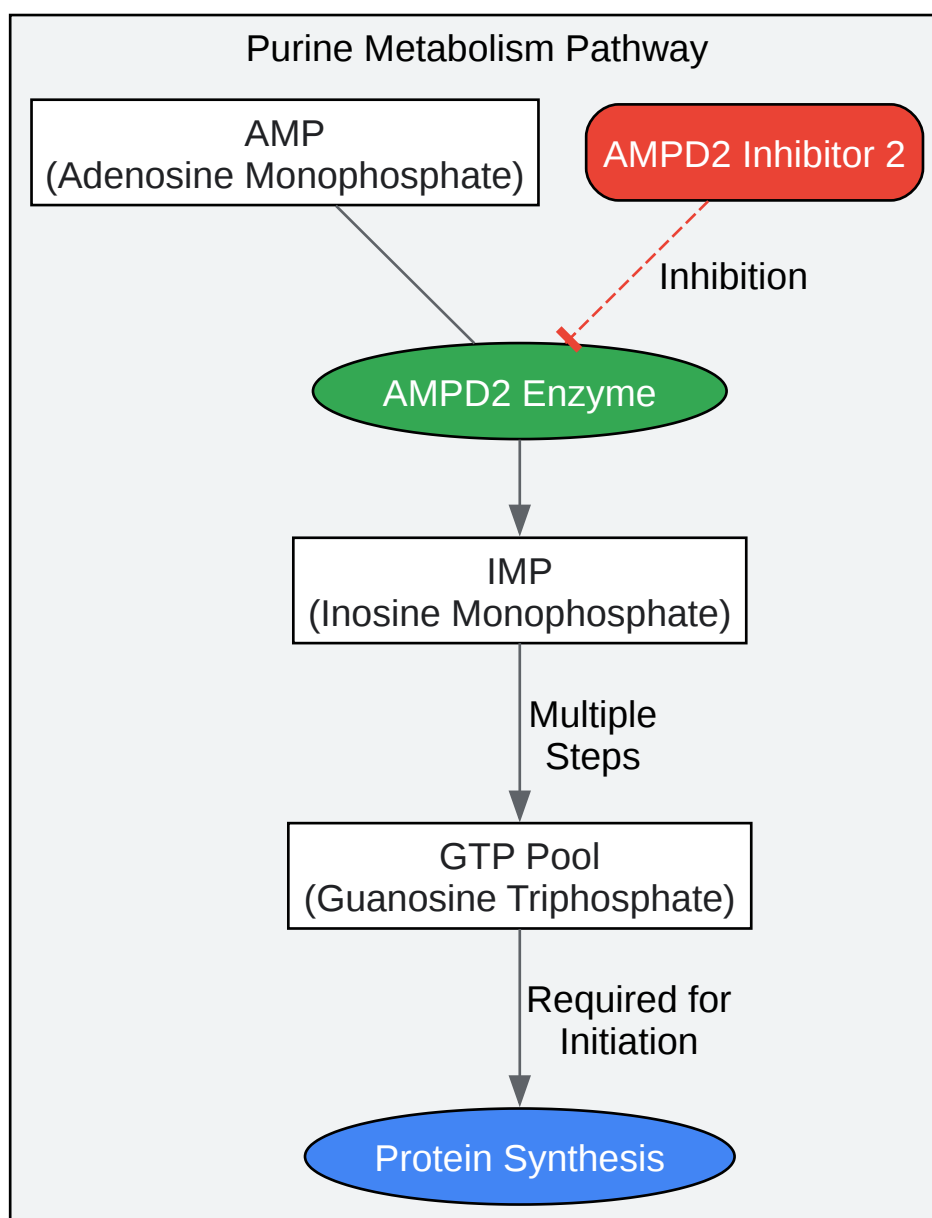 Purine Metabolism Pathway
AMP
(Adenosine Monophosphate)
AMPD2 Inhibitor 2
Inhibition
AMPD2 Enzyme
IMP
(Inosine Monophosphate)
Multiple
Steps
GTP Pool
(Guanosine Triphosphate)
Required for
Initiation
Protein Synthesis